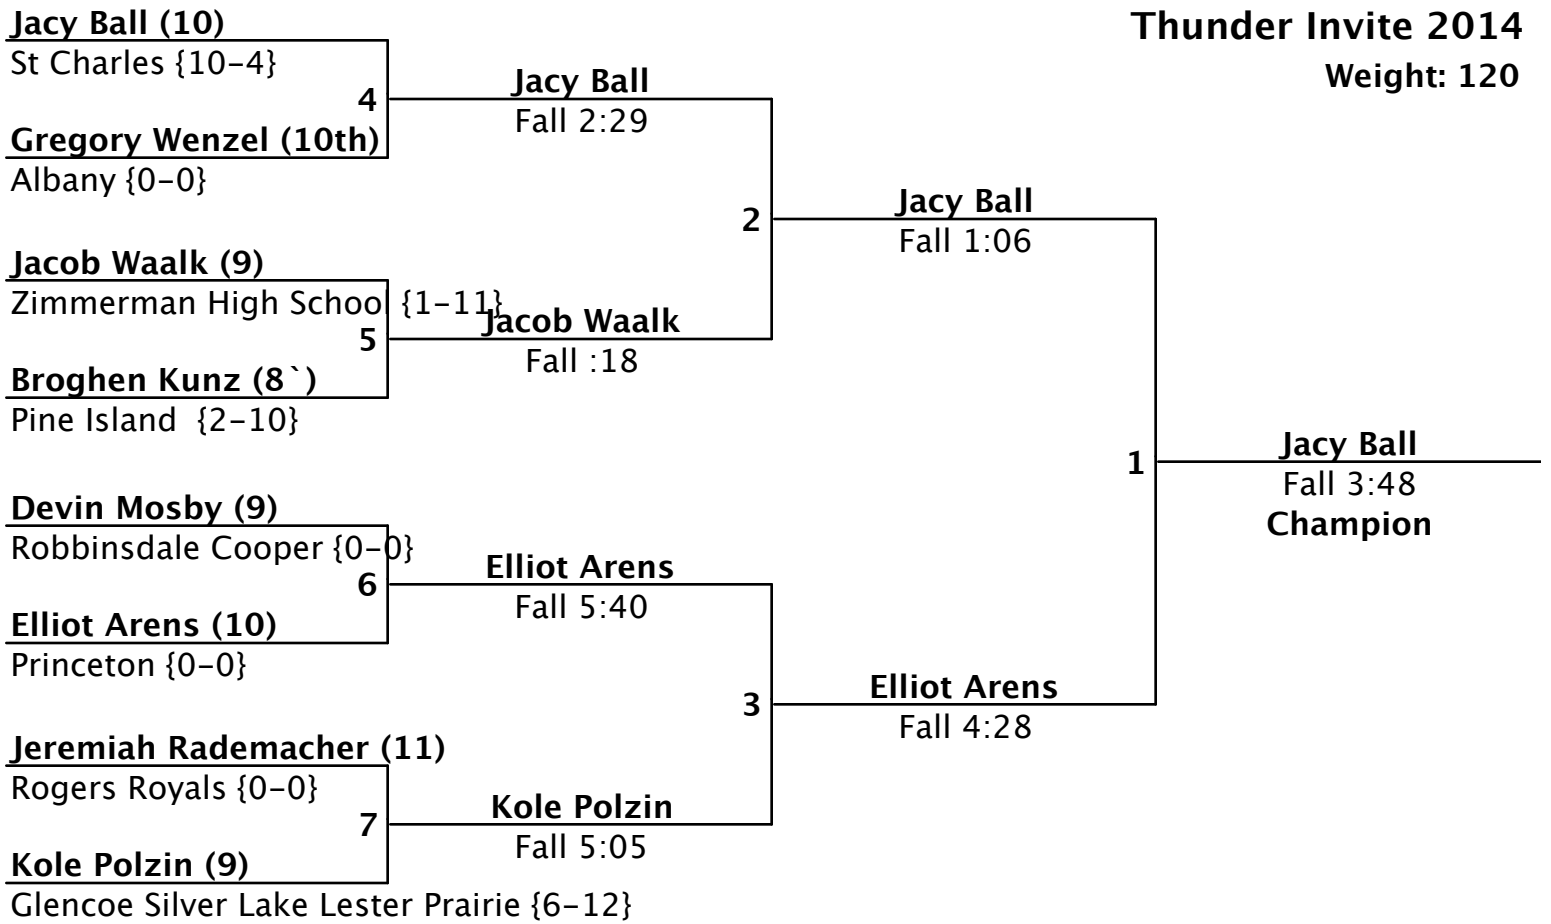 Thunder Invite 2014
Weight: 120
Jacy Ball (10)
St Charles {10-4}
4
Gregory Wenzel (10th)
Albany {0-0}
Jacy Ball
Fall 2:29
Jacob Waalk (9)
Zimmerman High School {1-11}
5
Broghen Kunz (8`)
Pine Island  {2-10}
Jacob Waalk
Fall :18
2
Jacy Ball
Fall 1:06
Devin Mosby (9)
Robbinsdale Cooper {0-0}
6
Elliot Arens (10)
Princeton {0-0}
Elliot Arens
Fall 5:40
Jeremiah Rademacher (11)
Rogers Royals {0-0}
7
Kole Polzin (9)
Glencoe Silver Lake Lester Prairie {6-12}
Kole Polzin
Fall 5:05
3
Elliot Arens
Fall 4:28
1
Jacy Ball
Fall 3:48
Champion